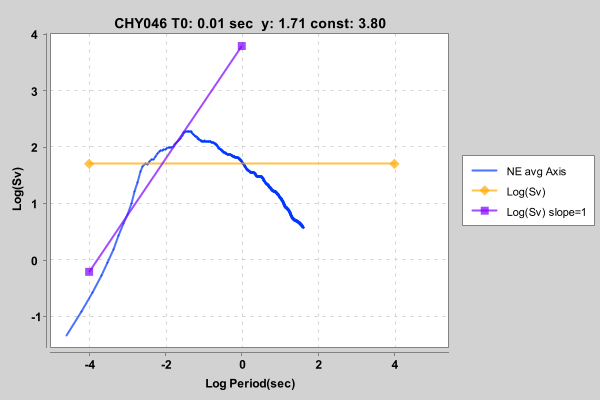 CHY046 T0: 0.01 sec  y: 1.71 const: 3.80
4
3
2
1
0
-1
Log(Sv)
-4
-2
0
2
4
Log Period(sec)
NE avg Axis
Log(Sv)
Log(Sv) slope=1